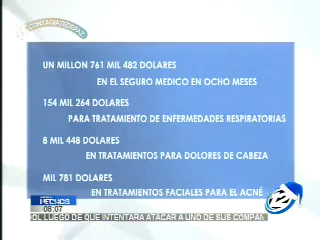 CONTAGIATEDEPAZ
UN MILLON 761 MIL 482 DOLARES
EN EL SEGURO MEDICO EN OCHO MESES
154 MIL 264 DOLARES
PARA TRATAMIENTO DE ENFERMEDADES RESPIRATORIAS
8 MIL 448 DOLARES
EN TRATAMIENTOS PARA DOLORES DE CABEZA
MIL 781 DOLARES
EN TRATAMIENTOS FACIALES PARA EL ACNÉ
HECHOS
08:07
OL LUEGO DE QUE INTENTARA ATACAR A UNO DE SUS COMPAN